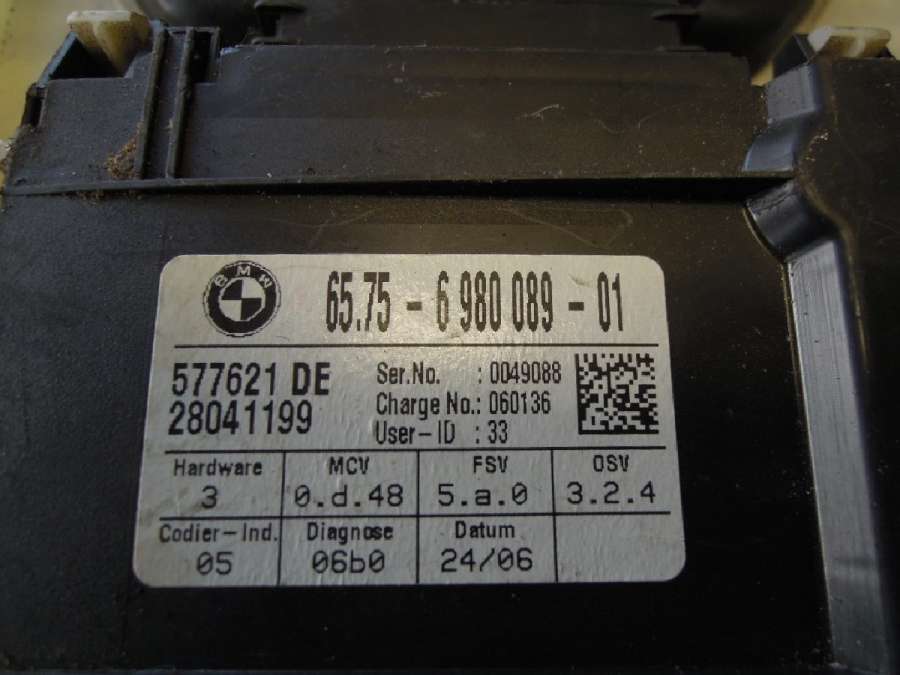 BMW
65.75 - 6 980 089 - 01
577621 DE
28041199
Ser.No. : 0049088
Charge No.: 060136
User-ID : 33
Hardware MCV FSV OSV
3 0.d.48 5.a.0 3.2.4
Codier-Ind. Diagnose Datum
05 06b0 24/06